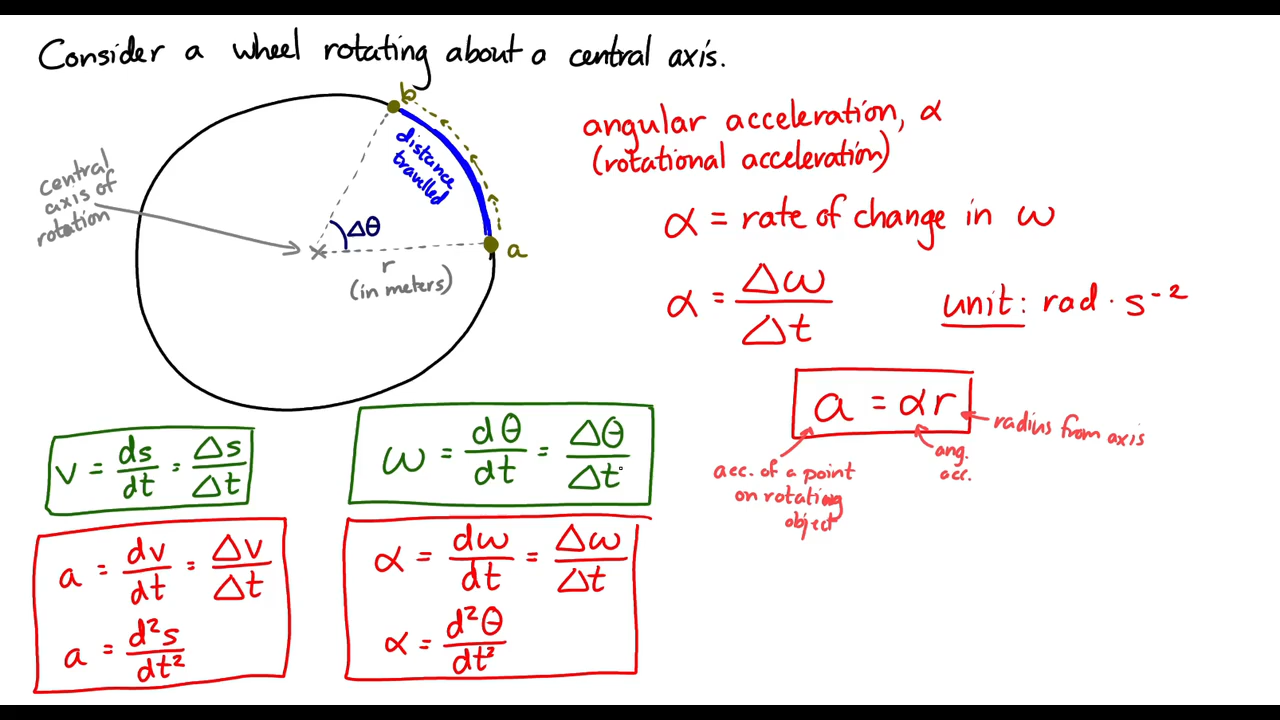 Consider a wheel rotating about a central axis.
b
distance
travelled
central
axis of
rotation
Δθ
a
r
(in meters)
angular acceleration, α
(rotational acceleration)
α = rate of change in ω
α = Δω/Δt
unit: rad · s⁻²
a = αr
radius from axis
ang.
acc.
acc. of a point
on rotating
object
v = ds/dt = Δs/Δt
ω = dθ/dt = Δθ/Δt
a = dv/dt = Δv/Δt
a = d²s/dt²
α = dω/dt = Δω/Δt
α = d²θ/dt²